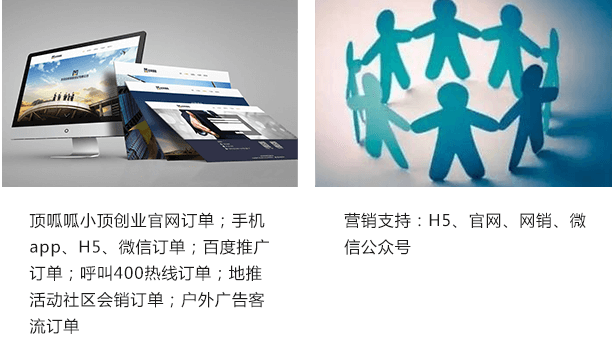 顶呱呱小顶创业官网订单；手机
app、H5、微信订单；百度推广
订单；呼叫400热线订单；地推
活动社区会销订单；户外广告客
流订单
营销支持：H5、官网、网销、微
信公众号